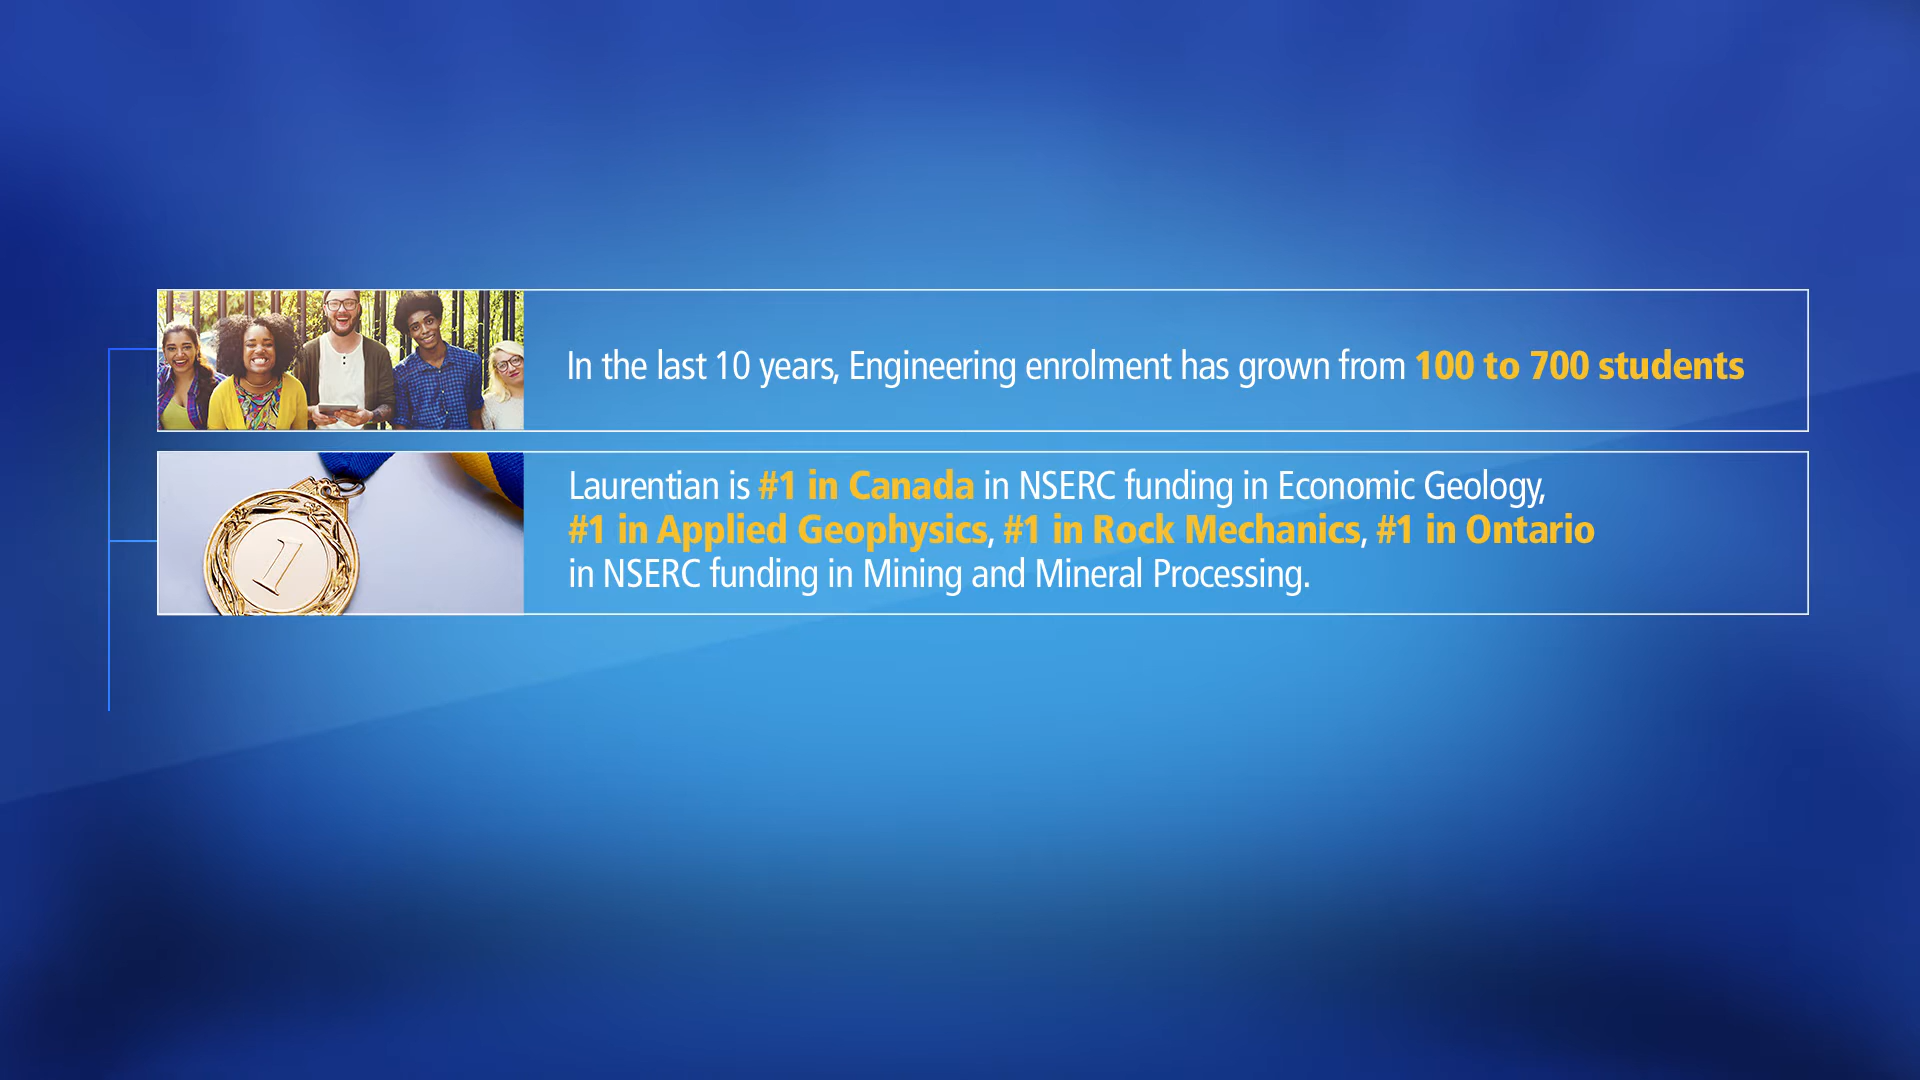 In the last 10 years, Engineering enrolment has grown from 100 to 700 students
Laurentian is #1 in Canada in NSERC funding in Economic Geology,
#1 in Applied Geophysics, #1 in Rock Mechanics, #1 in Ontario
in NSERC funding in Mining and Mineral Processing.
1